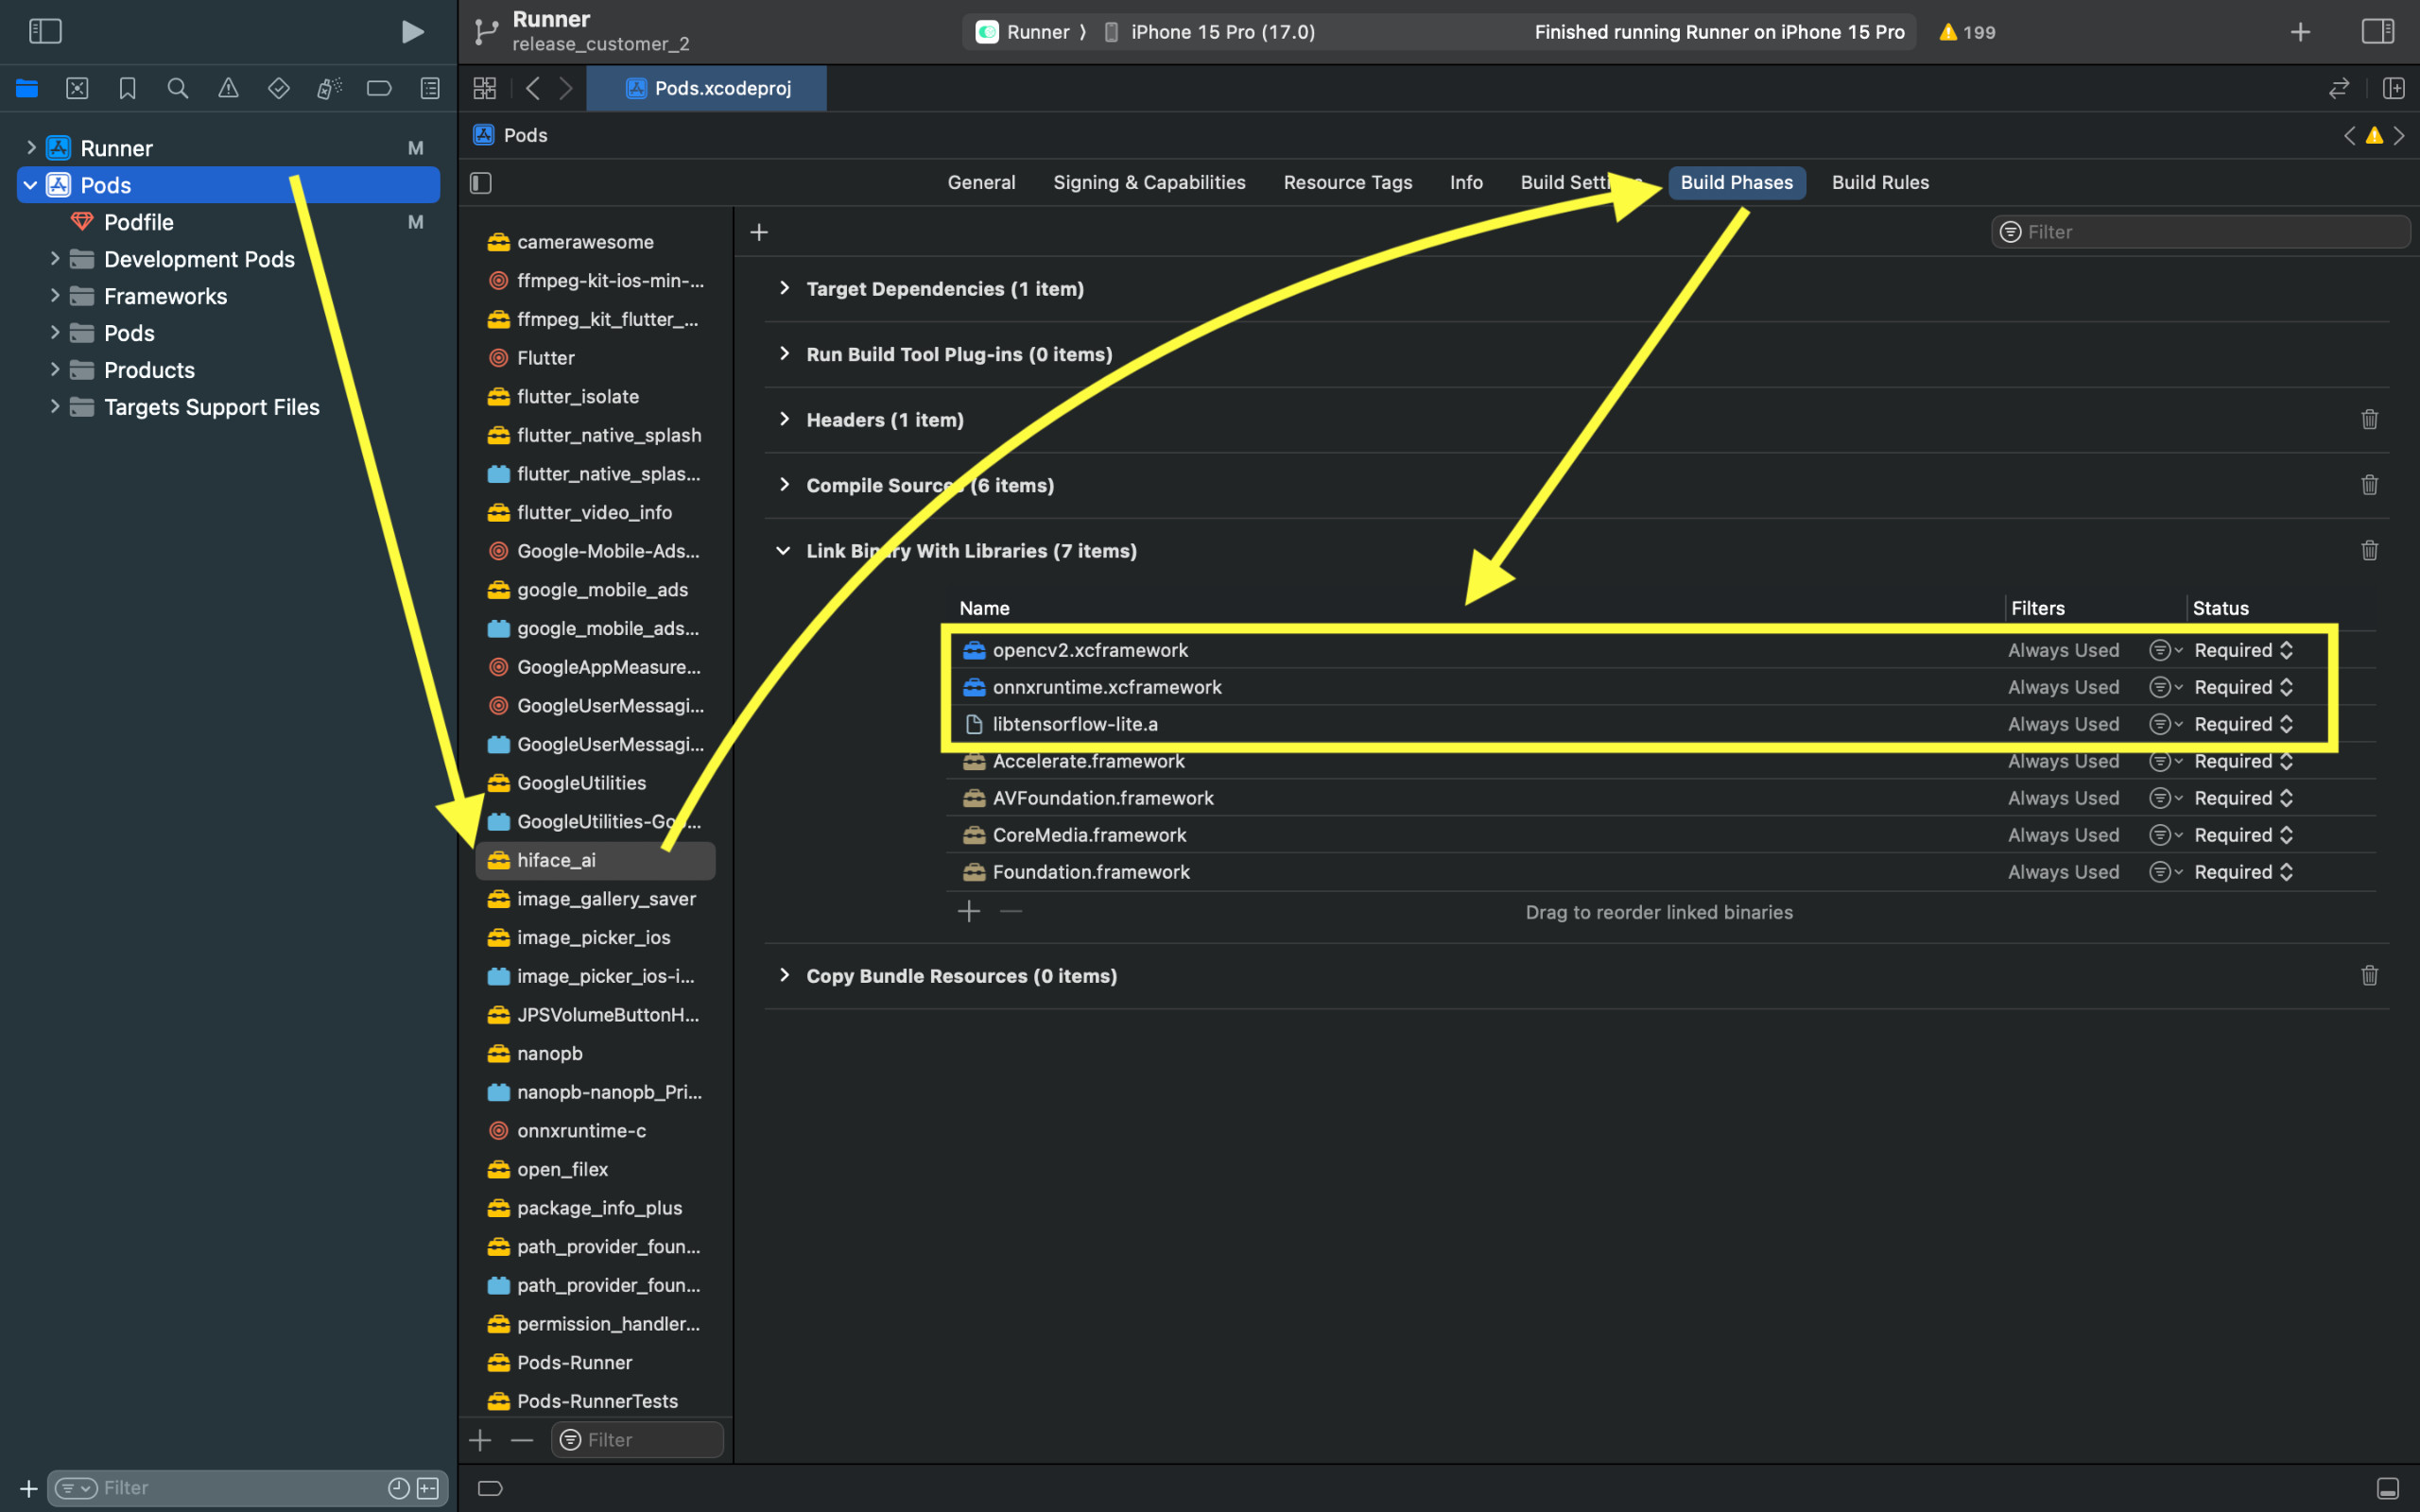 Runner
release_customer_2
Runner ⟩ iPhone 15 Pro (17.0)
Finished running Runner on iPhone 15 Pro
199
Pods.xcodeproj
Runner M
Pods
Podfile M
Development Pods
Frameworks
Pods
Products
Targets Support Files
Filter
Pods
General Signing & Capabilities Resource Tags Info Build Build Phases Build Rules
camerawesome
ffmpeg-kit-ios-min-...
ffmpeg_kit_flutter_...
Flutter
flutter_isolate
flutter_native_splash
flutter_native_splas...
flutter_video_info
Google-Mobile-Ads...
google_mobile_ads
google_mobile_ads...
GoogleAppMeasure...
GoogleUserMessagi...
GoogleUserMessagi...
GoogleUtilities
GoogleUtilities-Goo...
hiface_ai
image_gallery_saver
image_picker_ios
image_picker_ios-i...
JPSVolumeButtonH...
nanopb
nanopb-nanopb_Pri...
onnxruntime-c
open_filex
package_info_plus
path_provider_foun...
path_provider_foun...
permission_handler...
Pods-Runner
Pods-RunnerTests
Filter
Filter
Target Dependencies (1 item)
Run Build Tool Plug-ins (0 items)
Headers (1 item)
Compile Sources (6 items)
Link Binary With Libraries (7 items)
Name Filters Status
opencv2.xcframework Always Used Required
onnxruntime.xcframework Always Used Required
libtensorflow-lite.a Always Used Required
Accelerate.framework Always Used Required
AVFoundation.framework Always Used Required
CoreMedia.framework Always Used Required
Foundation.framework Always Used Required
Drag to reorder linked binaries
Copy Bundle Resources (0 items)